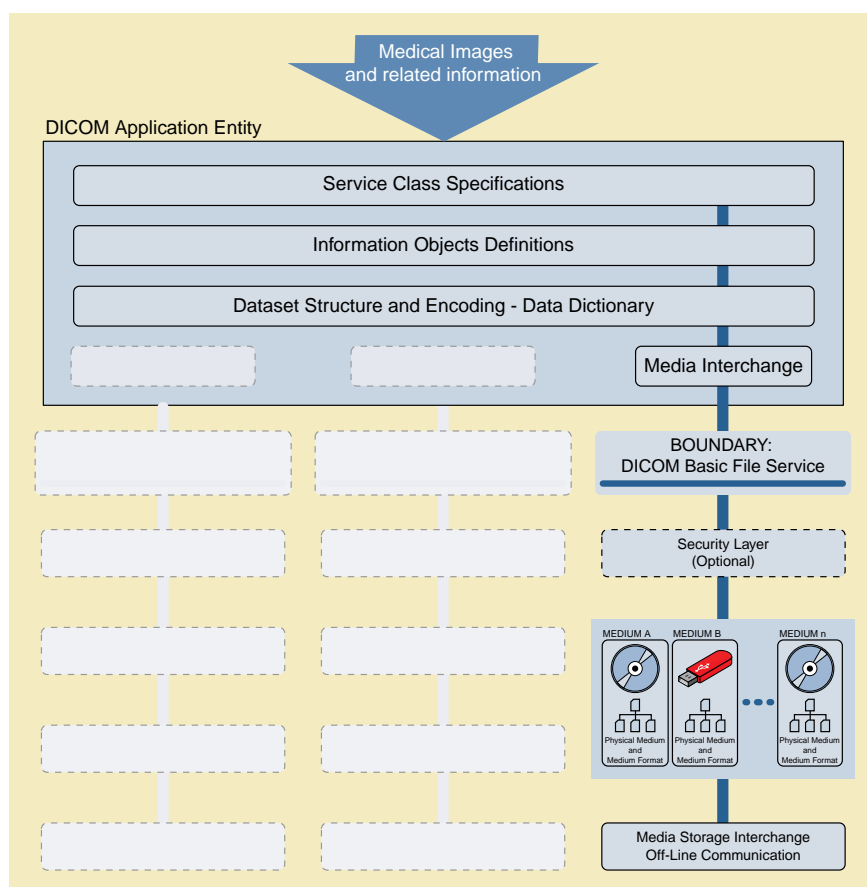 Medical Images
and related information
DICOM Application Entity
Service Class Specifications
Information Objects Definitions
Dataset Structure and Encoding - Data Dictionary
Media Interchange
BOUNDARY:
DICOM Basic File Service
Security Layer
(Optional)
MEDIUM A
MEDIUM B
MEDIUM n
Physical Medium
and
Medium Format
Physical Medium
and
Medium Format
Physical Medium
and
Medium Format
Media Storage Interchange
Off-Line Communication